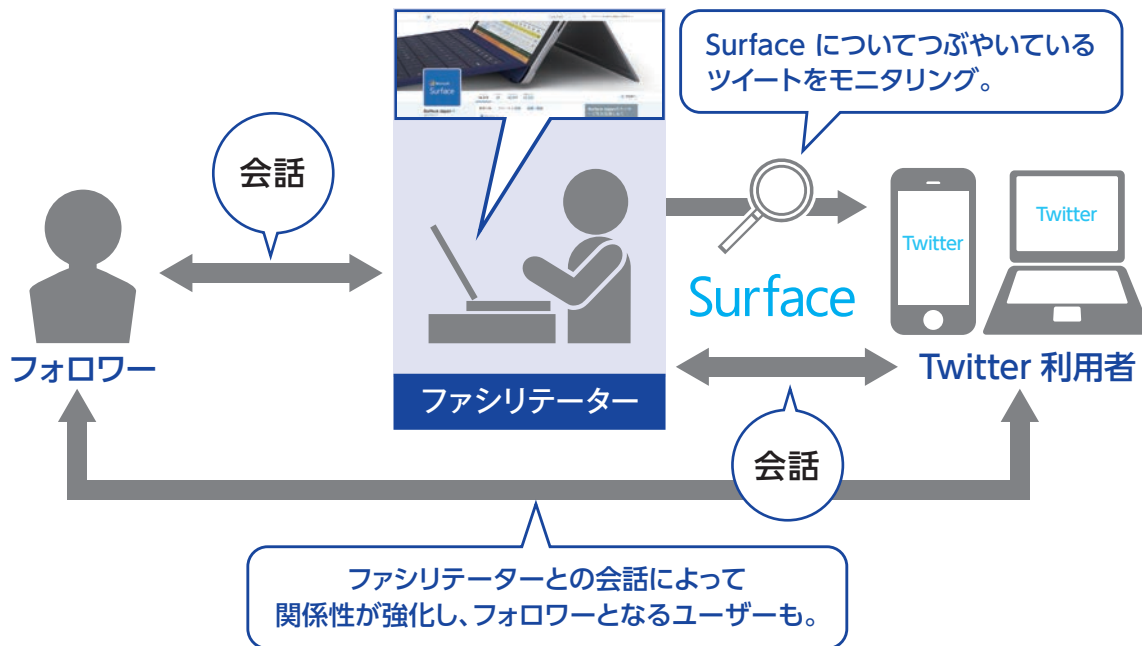 Surface についてつぶやいている
ツイートをモニタリング。
Surface
会話
Twitter
Twitter
Surface
フォロワー
ファシリテーター
Twitter 利用者
会話
ファシリテーターとの会話によって
関係性が強化し、フォロワーとなるユーザーも。